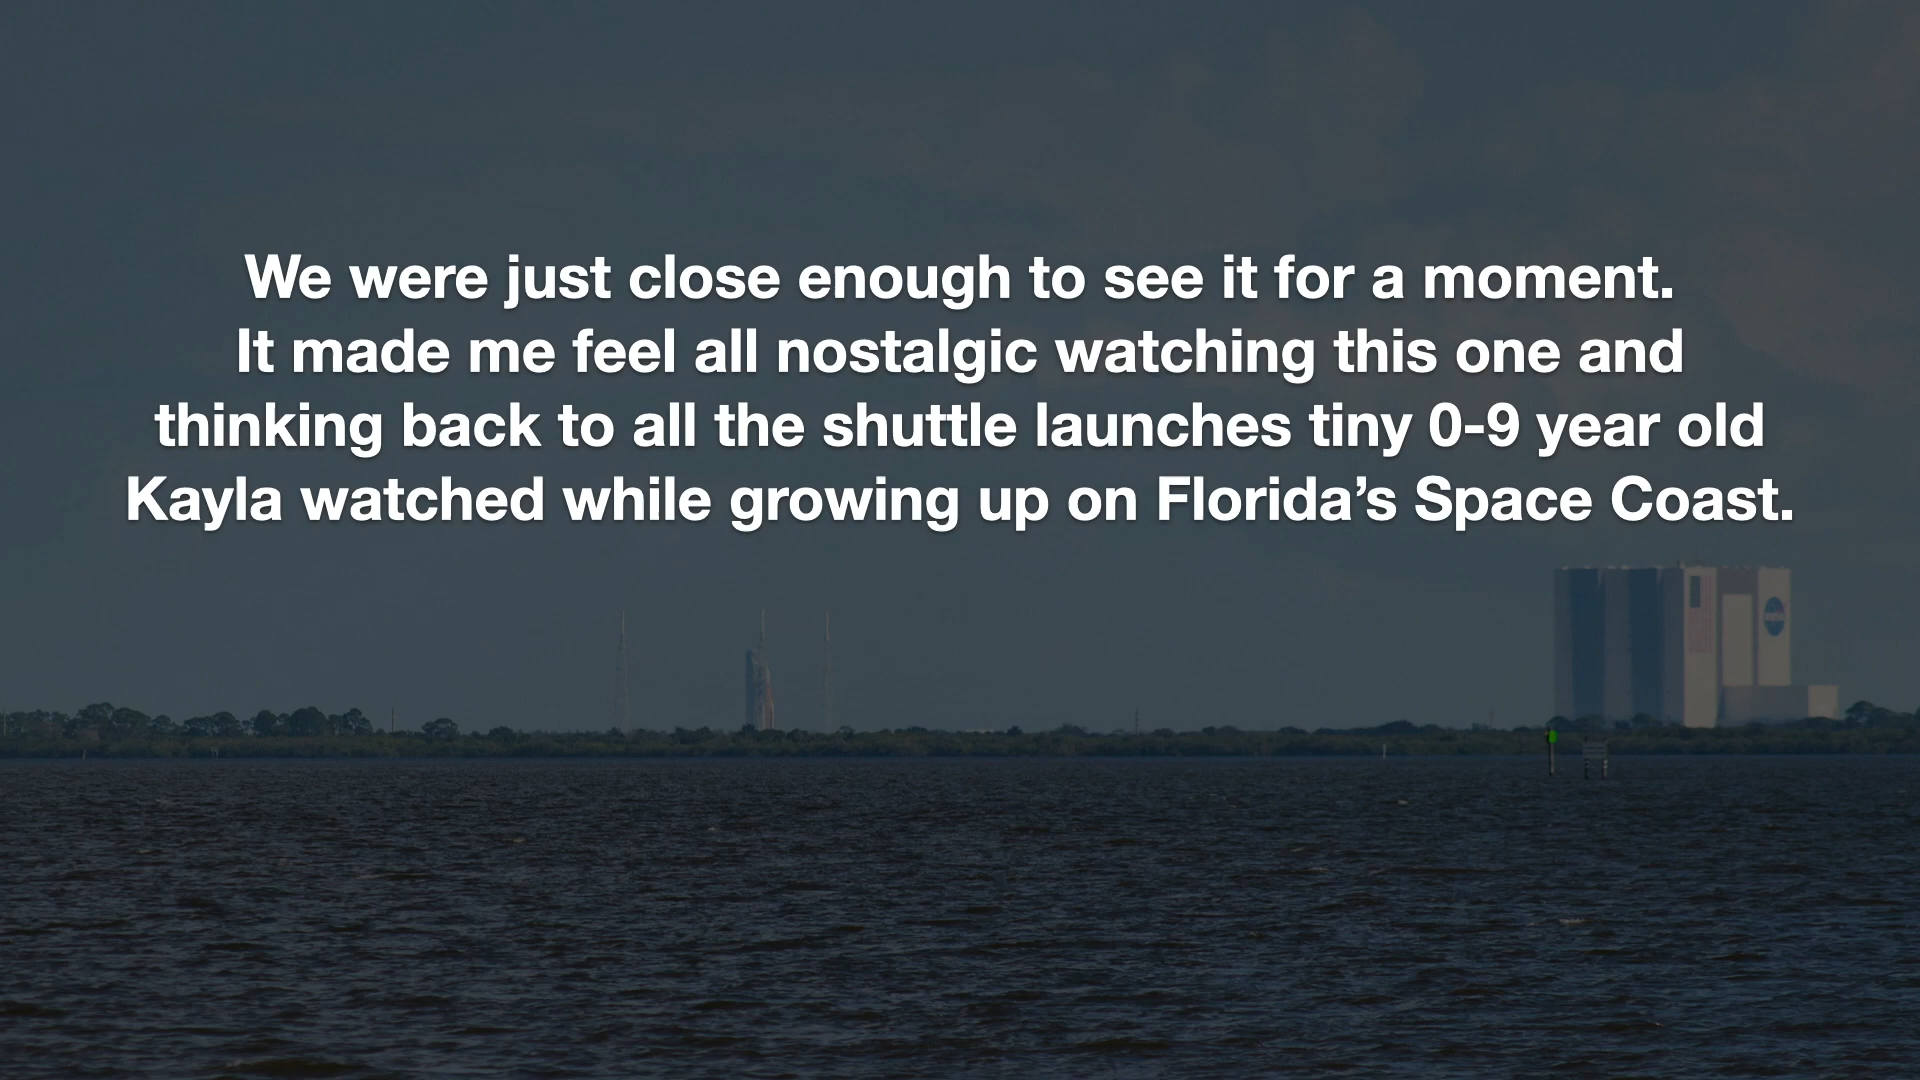 We were just close enough to see it for a moment.
It made me feel all nostalgic watching this one and
thinking back to all the shuttle launches tiny 0-9 year old
Kayla watched while growing up on Florida’s Space Coast.